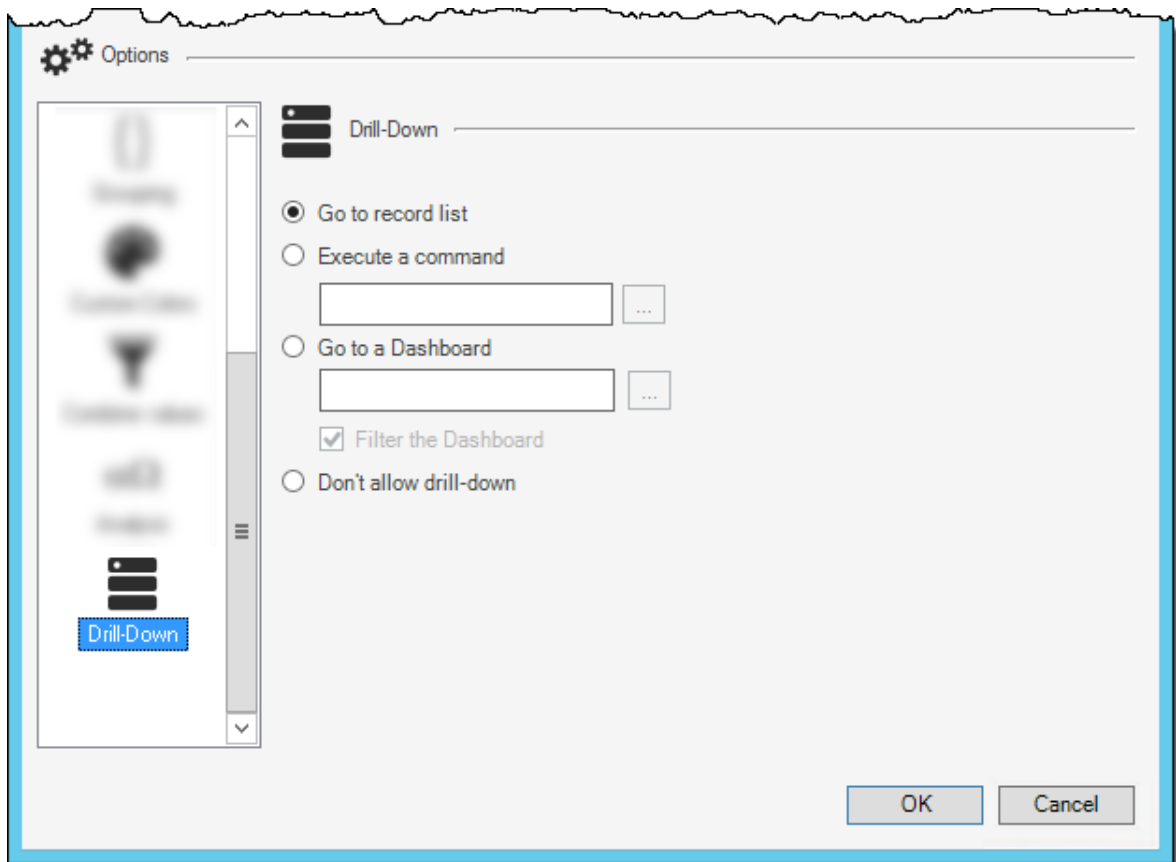 Options
Drill-Down
Go to record list
Execute a command
...
Go to a Dashboard
...
Filter the Dashboard
Don't allow drill-down
Drill-Down
OK
Cancel